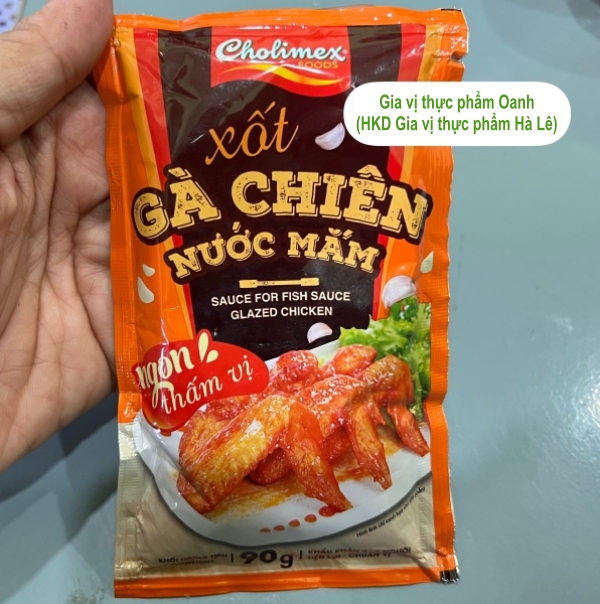 Cholimex
FOODS
Gia vị thực phẩm Oanh
(HKD Gia vị thực phẩm Hà Lê)
xốt
GÀ CHIÊN
NƯỚC MẮM
SAUCE FOR FISH SAUCE
GLAZED CHICKEN
ngon
thấm vị
90g